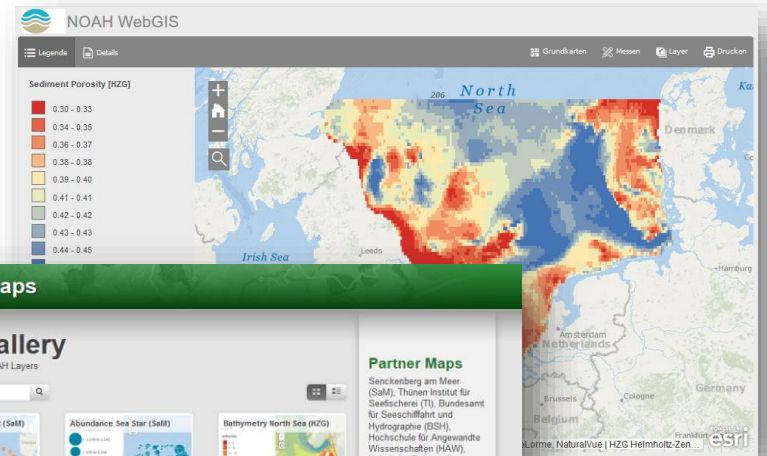 NOAH WebGIS
Legende
Details
Grundkarten
Messen
Layer
Drucken
Sediment Porosity [HZG]
0.30 - 0.33
0.34 - 0.35
0.36 - 0.37
0.38 - 0.38
0.39 - 0.40
0.41 - 0.41
0.42 - 0.42
0.43 - 0.43
0.44 - 0.45
206
North
Sea
Denmark
Irish Sea
Leeds
Hamburg
Amsterdam
Netherlands
Brussels
Cologne
Germany
Belgium
Frankfurt
eLorme, NaturalVue | HZG Helmholtz-Zen...
esri
aps
allery
AH Layers
Partner Maps
Senckenberg am Meer
(SaM), Thünen Institut für
Seefischerei (TI), Bundesamt
für Seeschifffahrt und
Hydrographie (BSH),
Hochschule für Angewandte
Wissenschaften (HAW),
t (SaM)
Abundance Sea Star (SaM)
Bathymetry North Sea (HZG)